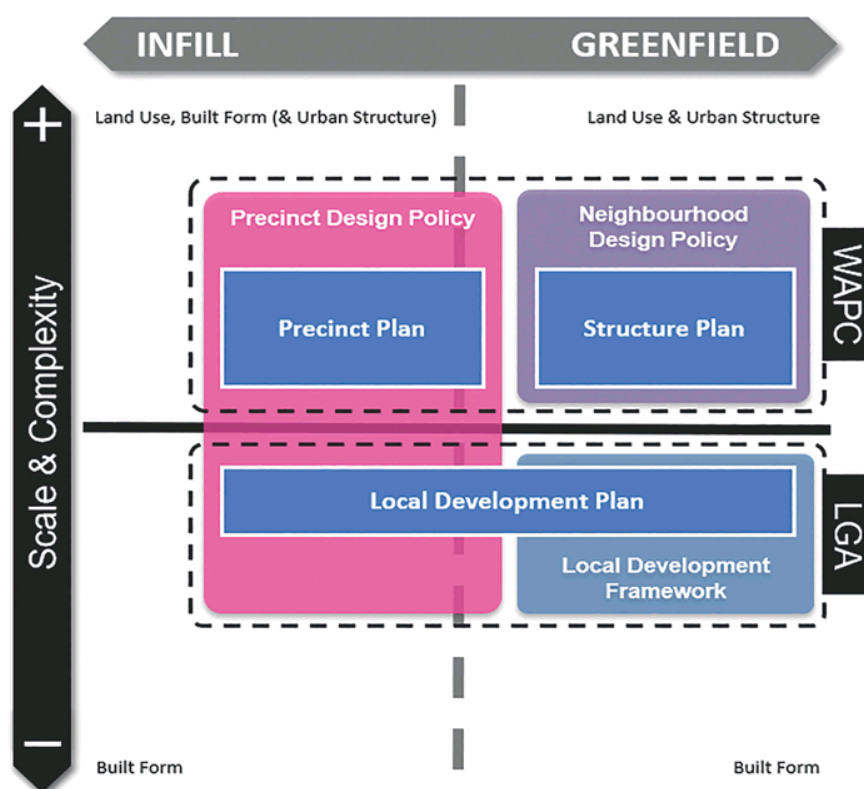 INFILL
GREENFIELD
+
Land Use, Built Form (& Urban Structure)
Land Use & Urban Structure
Precinct Design Policy
Neighbourhood
Design Policy
Precinct Plan
Structure Plan
WAPC
Scale & Complexity
Local Development Plan
Local Development
Framework
LGA
–
Built Form
Built Form